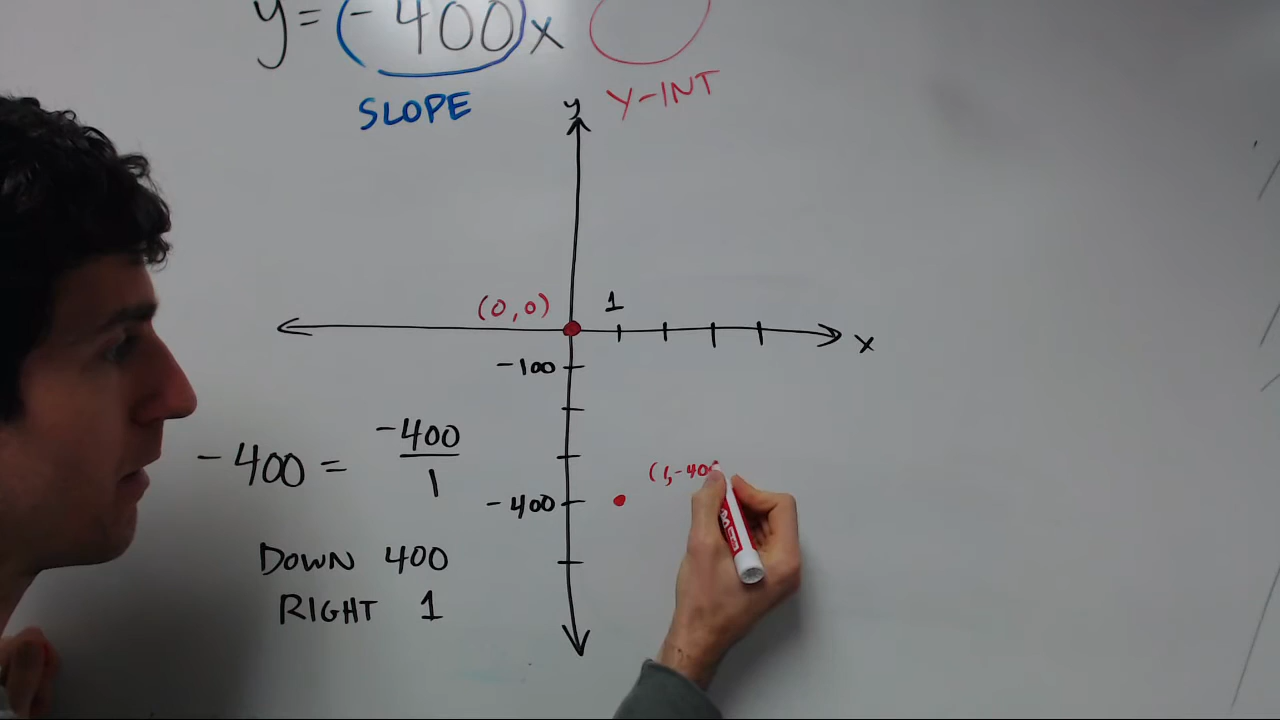 y = (-400)x
SLOPE
Y-INT
y
(0,0)
1
x
-100
-400 = -400/1
(1,-400
-400
DOWN 400
RIGHT 1